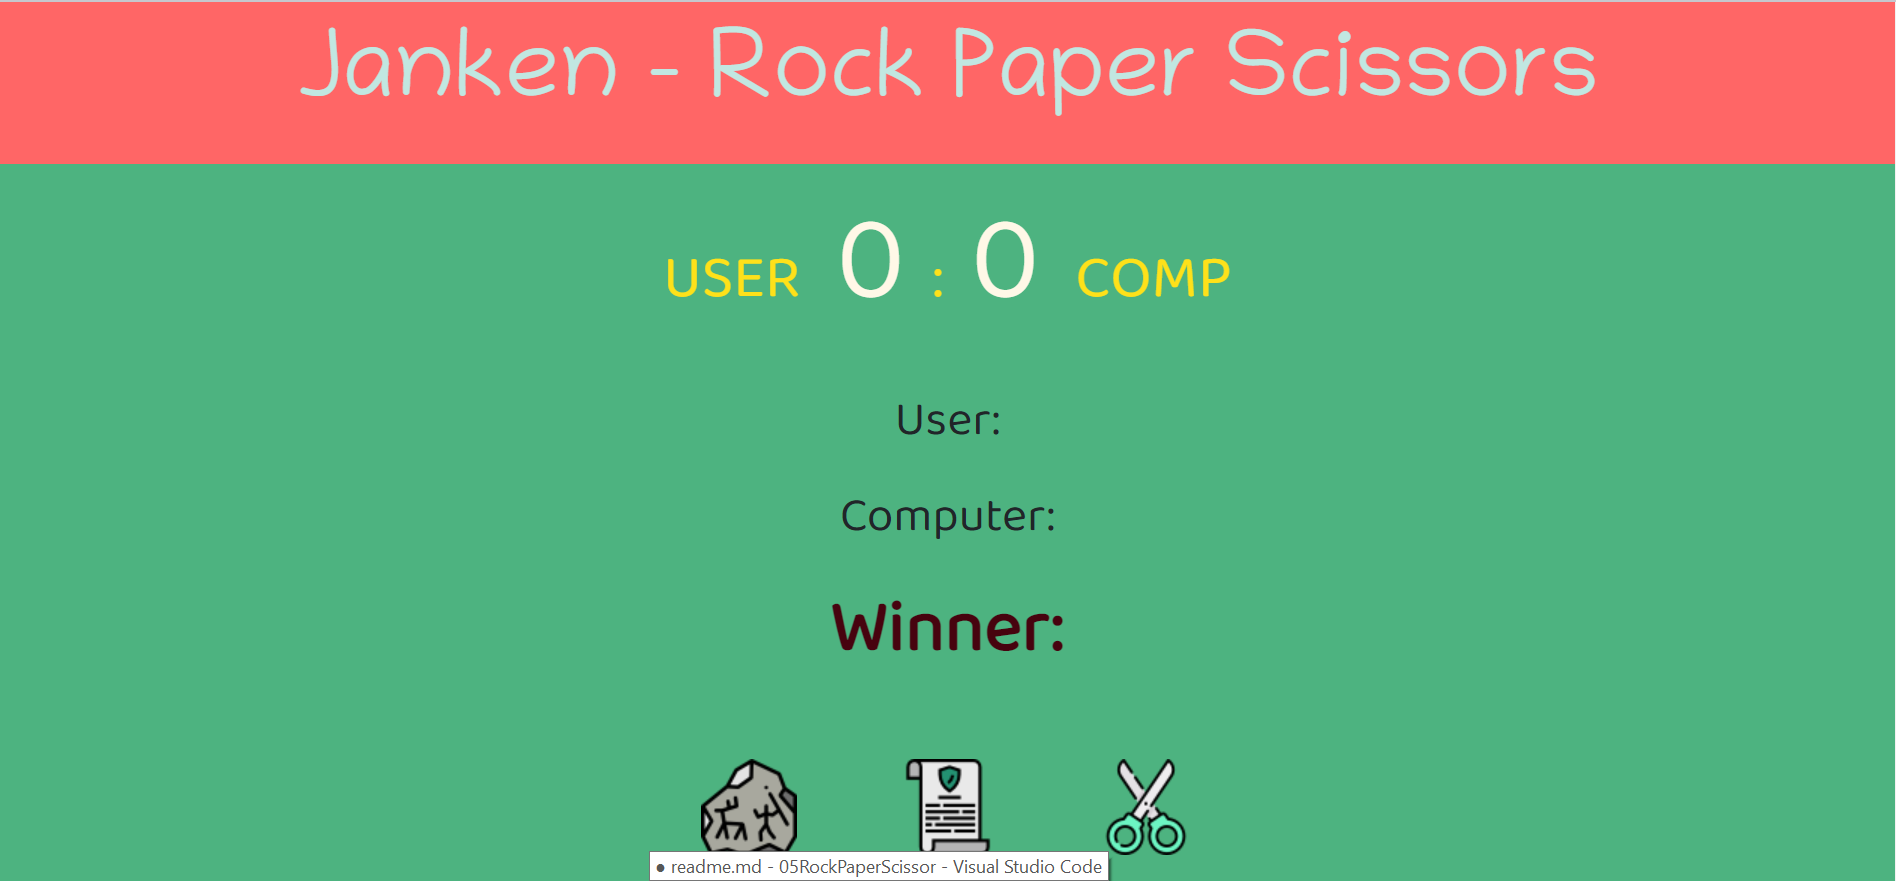 Janken - Rock Paper Scissors
USER 0 : 0 COMP
User:
Computer:
Winner:
● readme.md - 05RockPaperScissor - Visual Studio Code